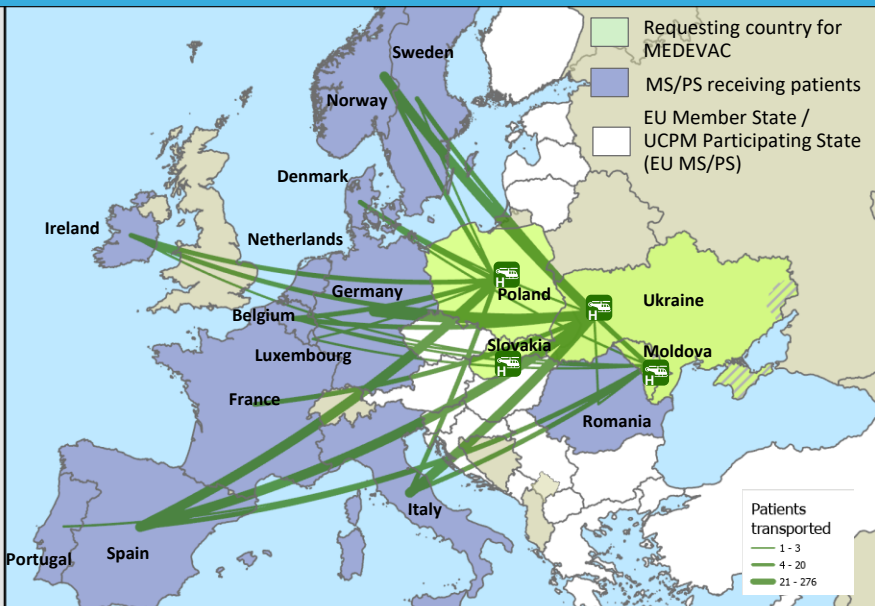 Requesting country for
MEDEVAC
MS/PS receiving patients
EU Member State /
UCPM Participating State
(EU MS/PS)
Sweden
Norway
Denmark
Ireland
Netherlands
Germany
Poland
Ukraine
Belgium
Slovakia
Luxembourg
Moldova
France
Romania
Italy
Portugal
Spain
H
H
H
H
Patients
transported
1 - 3
4 - 20
21 - 276